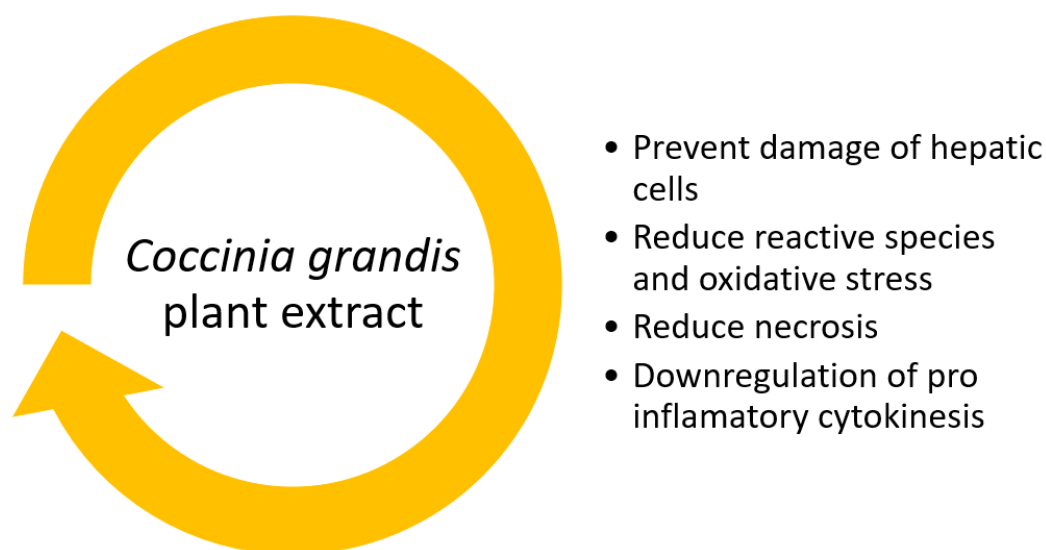 Coccinia grandis
plant extract
• Prevent damage of hepatic
cells
• Reduce reactive species
and oxidative stress
• Reduce necrosis
• Downregulation of pro
inflamatory cytokinesis